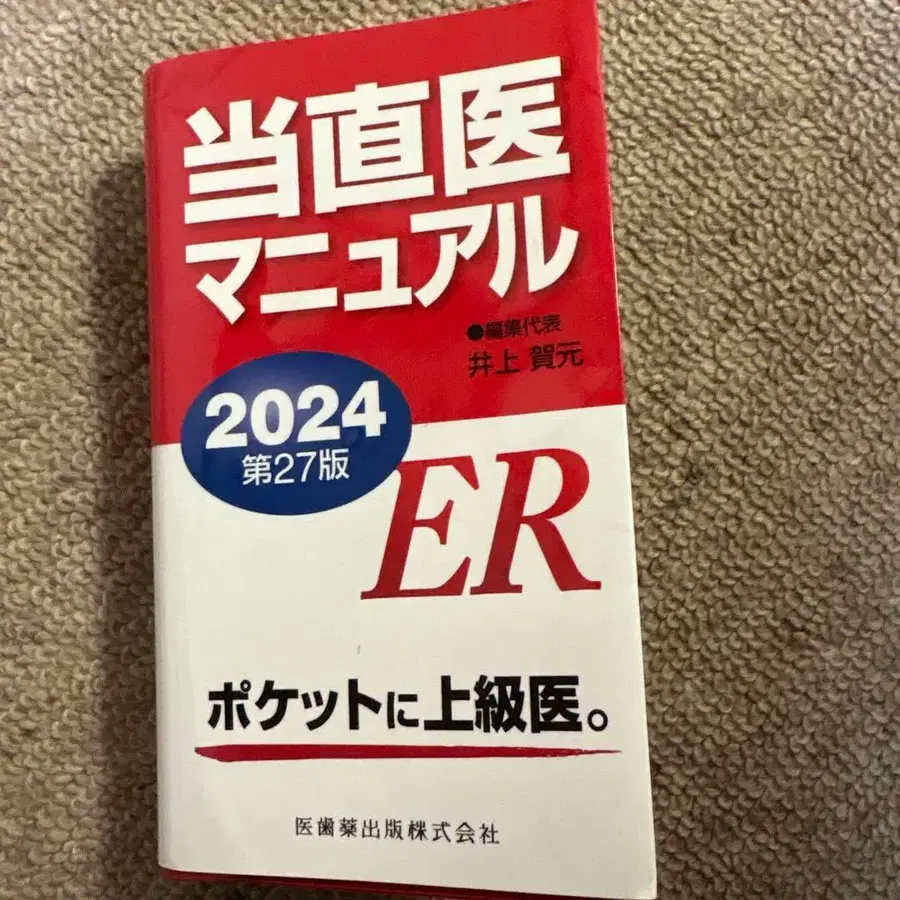 当直医
マニュアル
●編集代表
井上 賀元
2024
第27版
ER
ポケットに上級医。
医歯薬出版株式会社